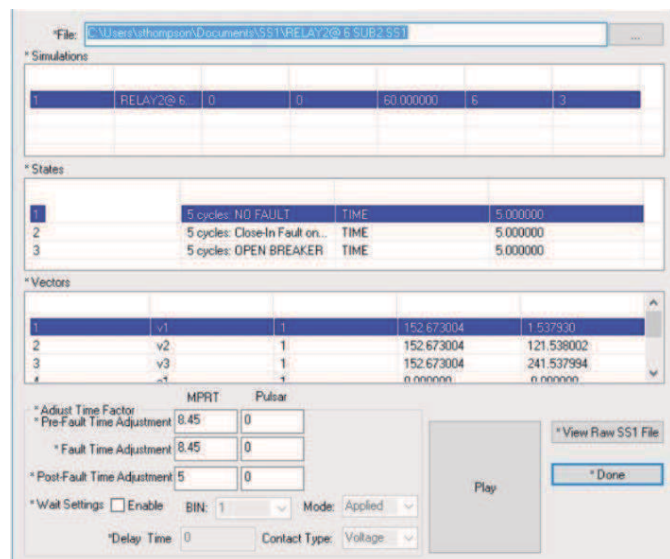 *File: C:\Users\sthompson\Documents\SS1\RELAY2@ 6 SUB2.SS1 ...
* Simulations
1 RELAY2@ 6... 0 0 60.000000 6 3
* States
1 5 cycles: NO FAULT TIME 5.000000
2 5 cycles: Close-In Fault on... TIME 5.000000
3 5 cycles: OPEN BREAKER TIME 5.000000
* Vectors
1 v1 1 152.673004 1.537930
2 v2 1 152.673004 121.538002
3 v3 1 152.673004 241.537994
MPRT Pulsar
* Adjust Time Factor
* Pre-Fault Time Adjustment 8.45 0
* Fault Time Adjustment 8.45 0
* Post-Fault Time Adjustment 5 0
* Wait Settings Enable BIN: 1 Mode: Applied
*Delay Time 0 Contact Type: Voltage
Play
* View Raw SS1 File
* Done